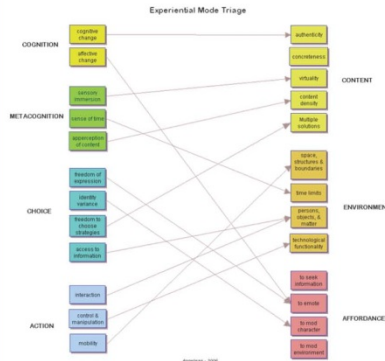 Experiential Mode Triage
COGNITION
cognitive
change
affective
change
METACOGNITION
sensory
immersion
sense of time
apperception
of content
CHOICE
freedom of
expression
identity
variance
freedom to
choose
strategies
access to
information
ACTION
interaction
control &
manipulation
mobility
authenticity
concreteness
virtuality
content
density
Multiple
solutions
CONTENT
space,
structures &
boundaries
time limits
persons,
objects, &
matter
technological
functionality
ENVIRONMENT
to seek
information
to emote
to mod
character
to mod
environment
AFFORDANCE